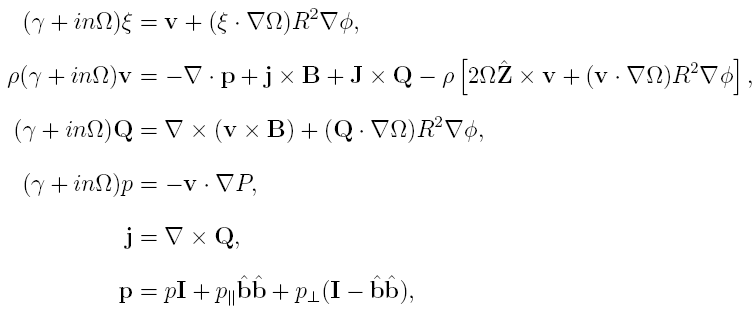 (γ + inΩ)ξ = v + (ξ · ∇Ω)R²∇ϕ,
ρ(γ + inΩ)v = −∇ · p + j × B + J × Q − ρ [2ΩẐ × v + (v · ∇Ω)R²∇ϕ],
(γ + inΩ)Q = ∇ × (v × B) + (Q · ∇Ω)R²∇ϕ,
(γ + inΩ)p = −v · ∇P,
j = ∇ × Q,
p = pI + p∥b̂b̂ + p⊥(I − b̂b̂),